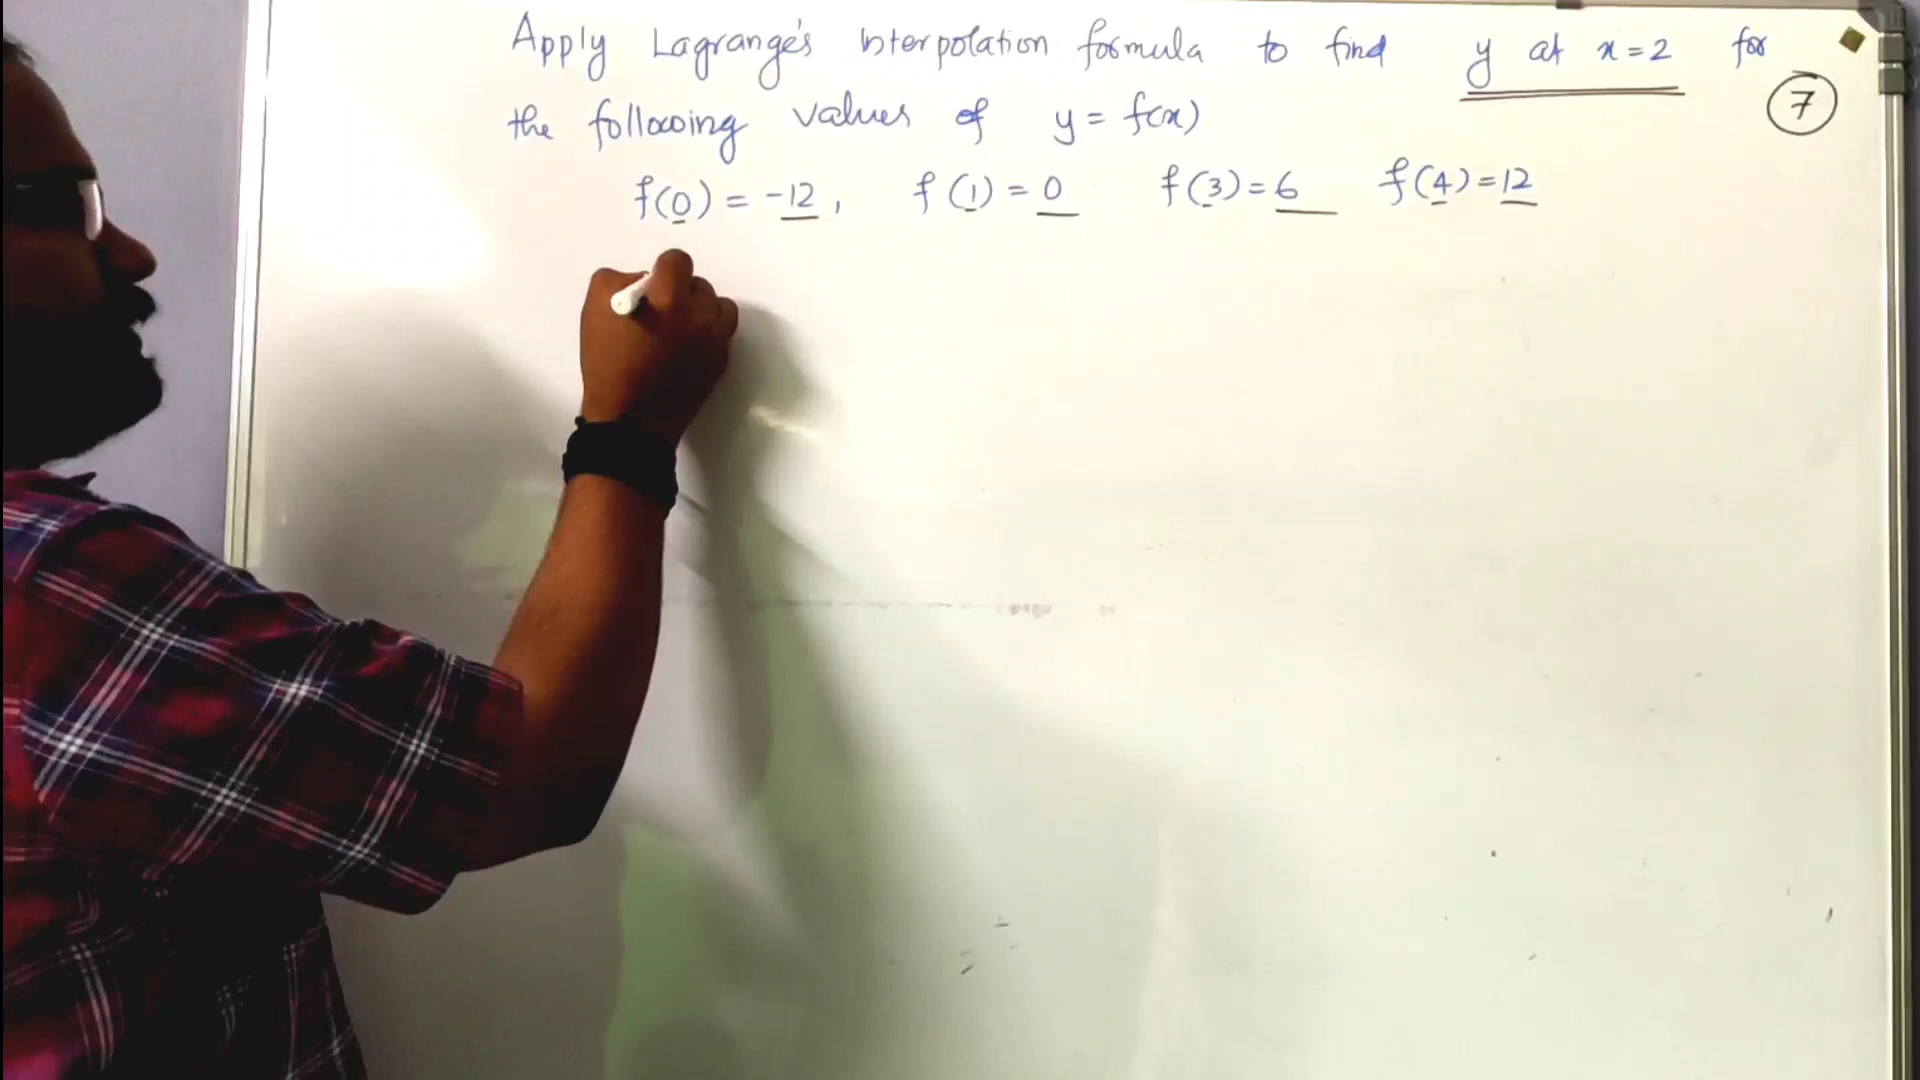 Apply Lagrange's Interpolation formula to find y at x=2 for
the following values of y = f(x)
7
f(0) = -12, f(1) = 0 f(3) = 6 f(4) = 12